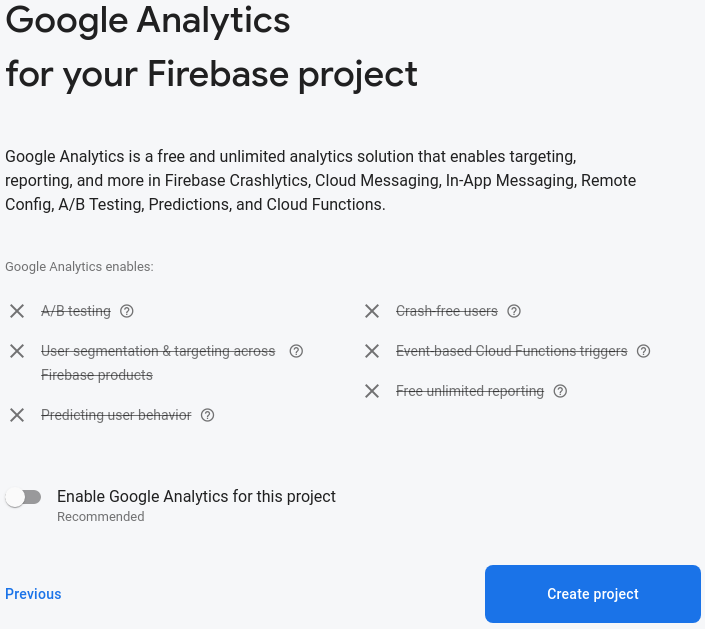 Google Analytics
for your Firebase project
Google Analytics is a free and unlimited analytics solution that enables targeting,
reporting, and more in Firebase Crashlytics, Cloud Messaging, In-App Messaging, Remote
Config, A/B Testing, Predictions, and Cloud Functions.
Google Analytics enables:
A/B testing
User segmentation & targeting across
Firebase products
Predicting user behavior
Crash-free users
Event-based Cloud Functions triggers
Free unlimited reporting
Enable Google Analytics for this project
Recommended
Previous
Create project